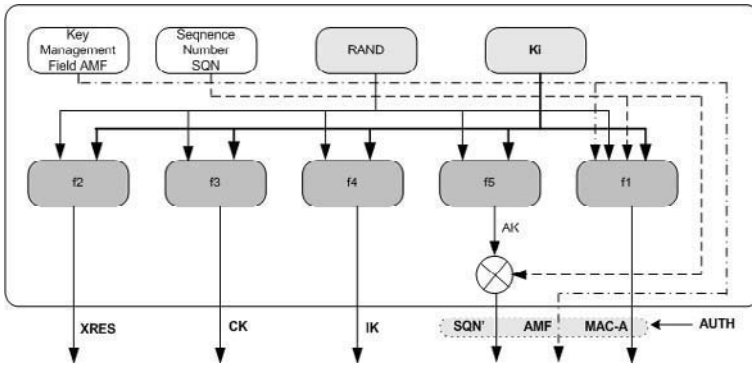 Key
Management
Field AMF
Seqnence
Number
SQN
RAND
Ki
f2
f3
f4
f5
f1
AK
XRES
CK
IK
SQN'
AMF
MAC-A
AUTH